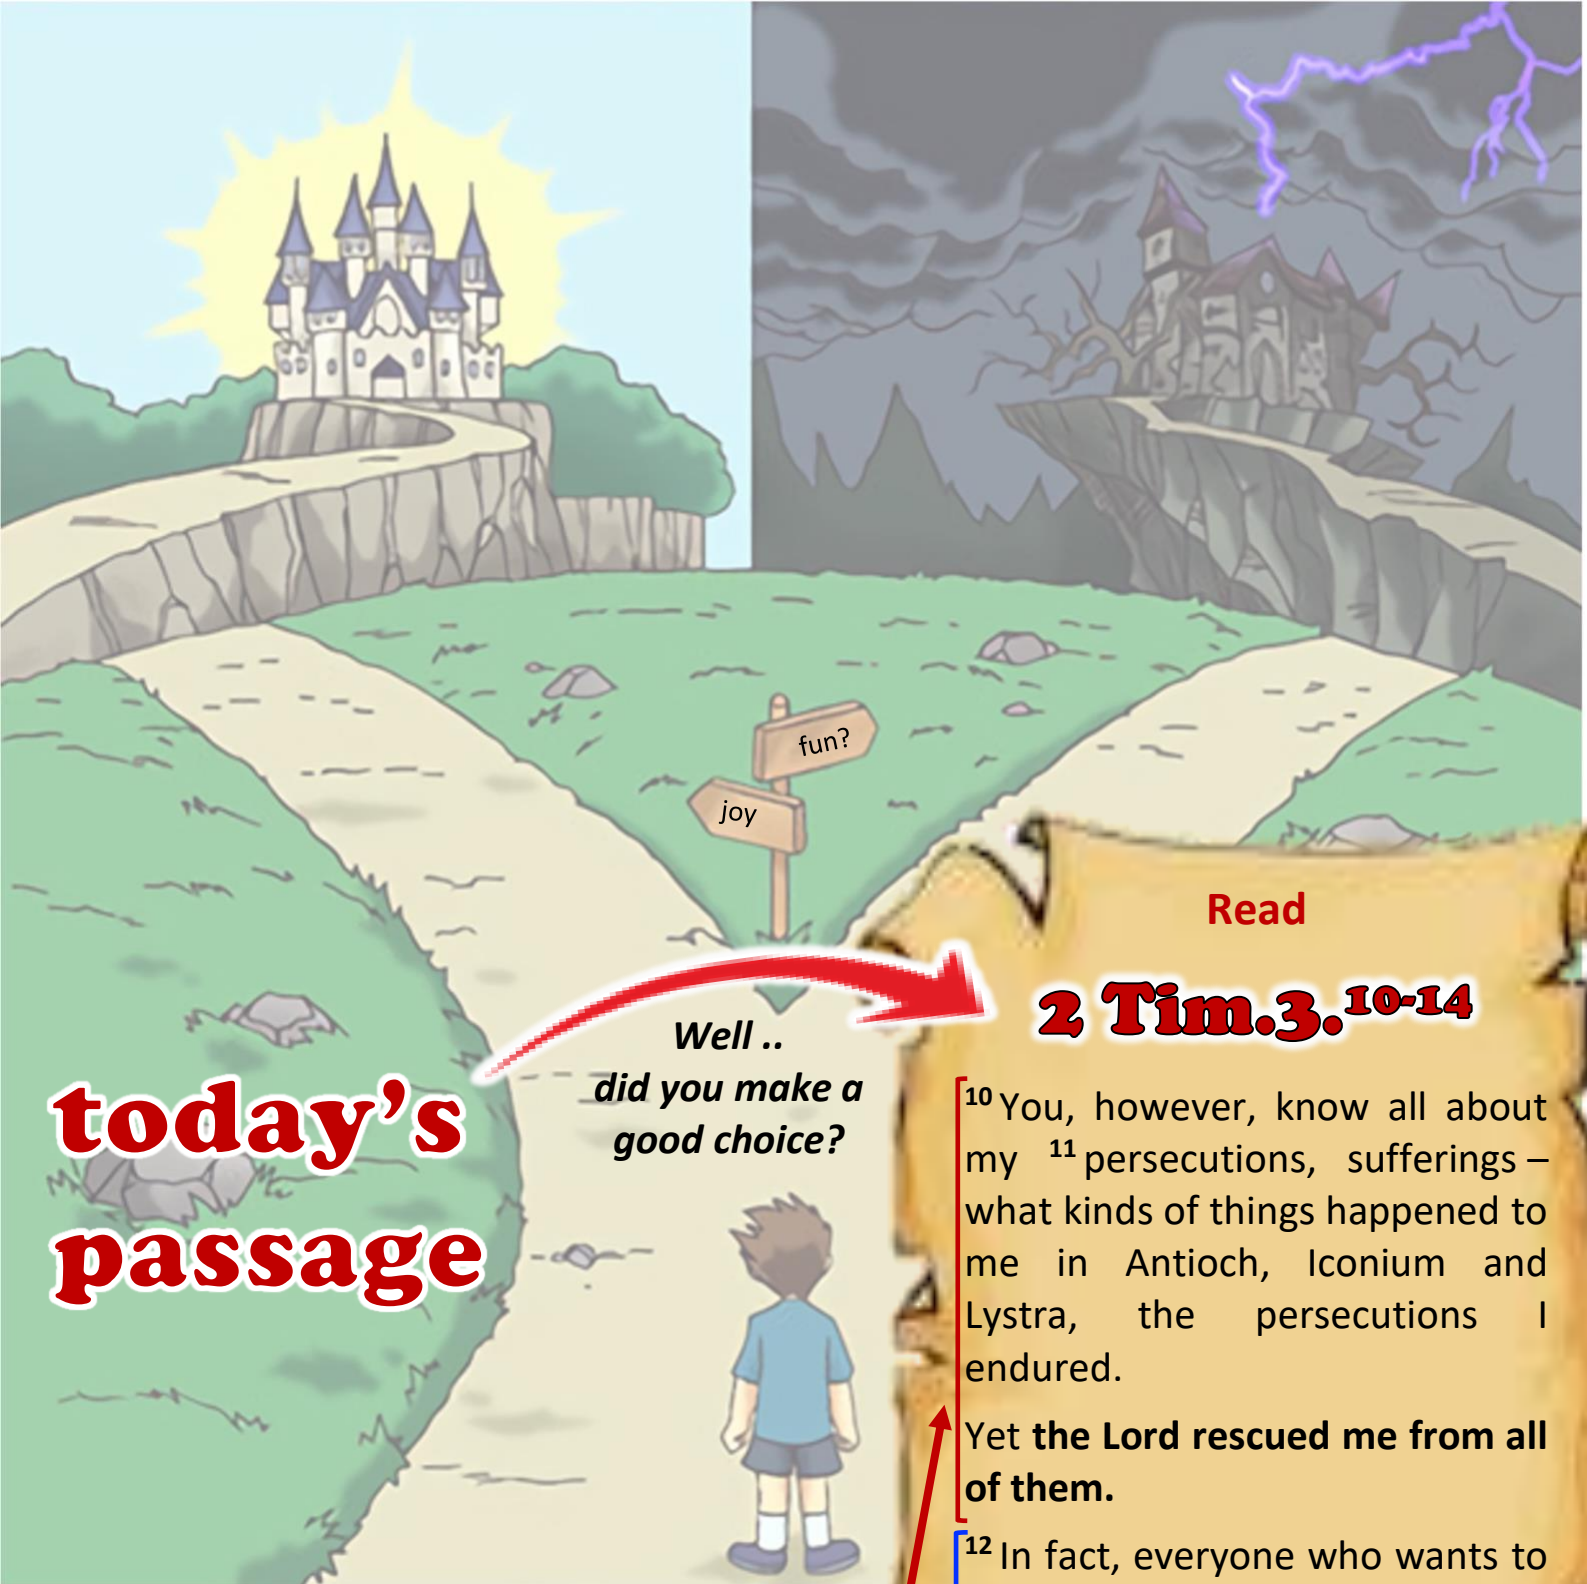 fun?
joy
Well ..
did you make a
good choice?
today’s
passage
Read
2 Tim.3.10-14
10 You, however, know all about
my 11 persecutions, sufferings –
what kinds of things happened to
me in Antioch, Iconium and
Lystra, the persecutions I
endured.
Yet the Lord rescued me from all
of them.
12 In fact, everyone who wants to